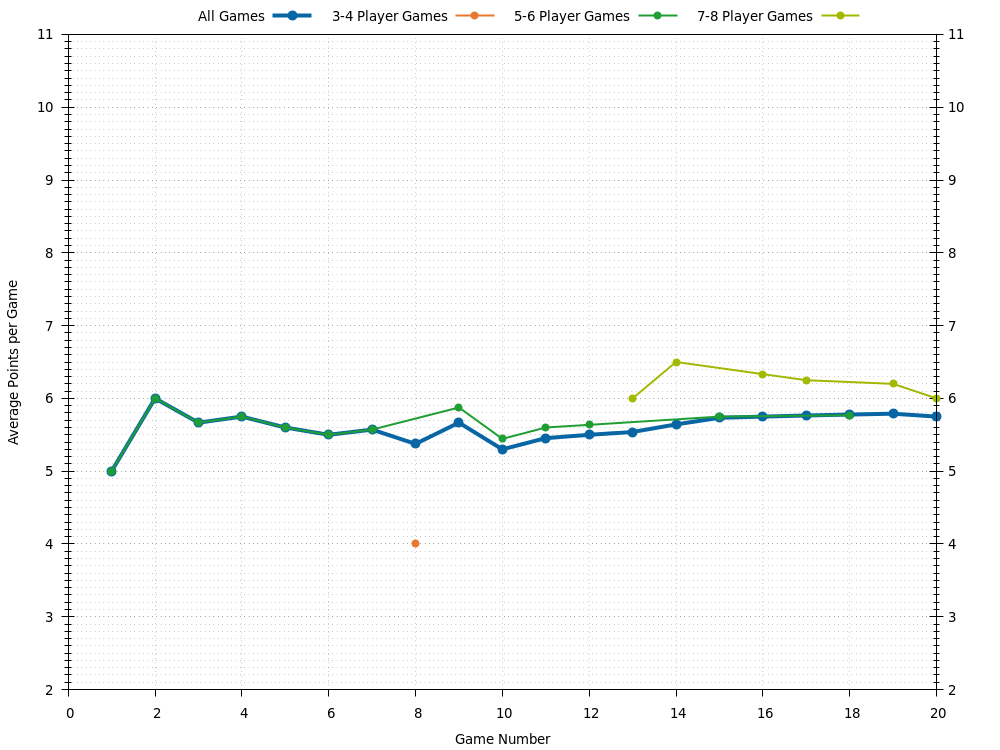 All Games 3-4 Player Games 5-6 Player Games 7-8 Player Games
11 11
10 10
9 9
8 8
7 7
6 6
5 5
4 4
3 3
2 2
Average Points per Game
0 2 4 6 8 10 12 14 16 18 20
Game Number